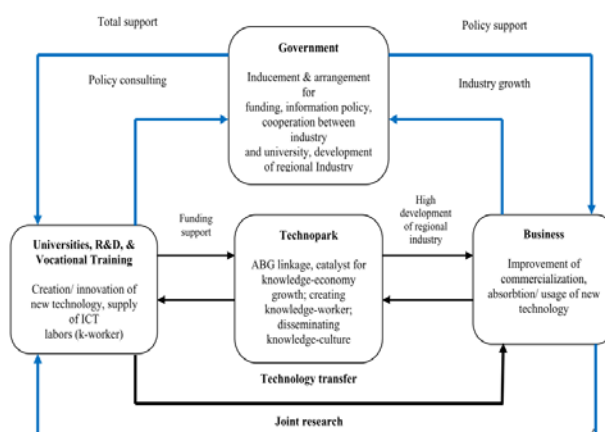 Total support
Policy support
Government
Policy consulting
Inducement & arrangement
for
funding, information policy,
cooperation between
industry
and university, development
of regional Industry
Industry growth
Funding
support
High
development
of regional
industry
Universities, R&D, &
Vocational Training
Creation/ innovation of
new technology, supply
of ICT
labors (k-worker)
Technopark
ABG linkage, catalyst for
knowledge-economy
growth; creating
knowledge-worker;
disseminating
knowledge-culture
Business
Improvement of
commercialization,
absorbtion/ usage of new
technology
Technology transfer
Joint research